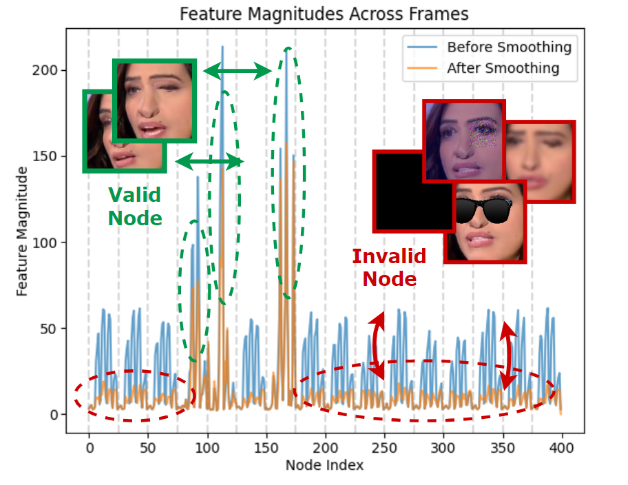 Feature Magnitudes Across Frames
Before Smoothing
After Smoothing
Valid
Node
Invalid
Node
Feature Magnitude
200
150
100
50
0
0
50
100
150
200
250
300
350
400
Node Index